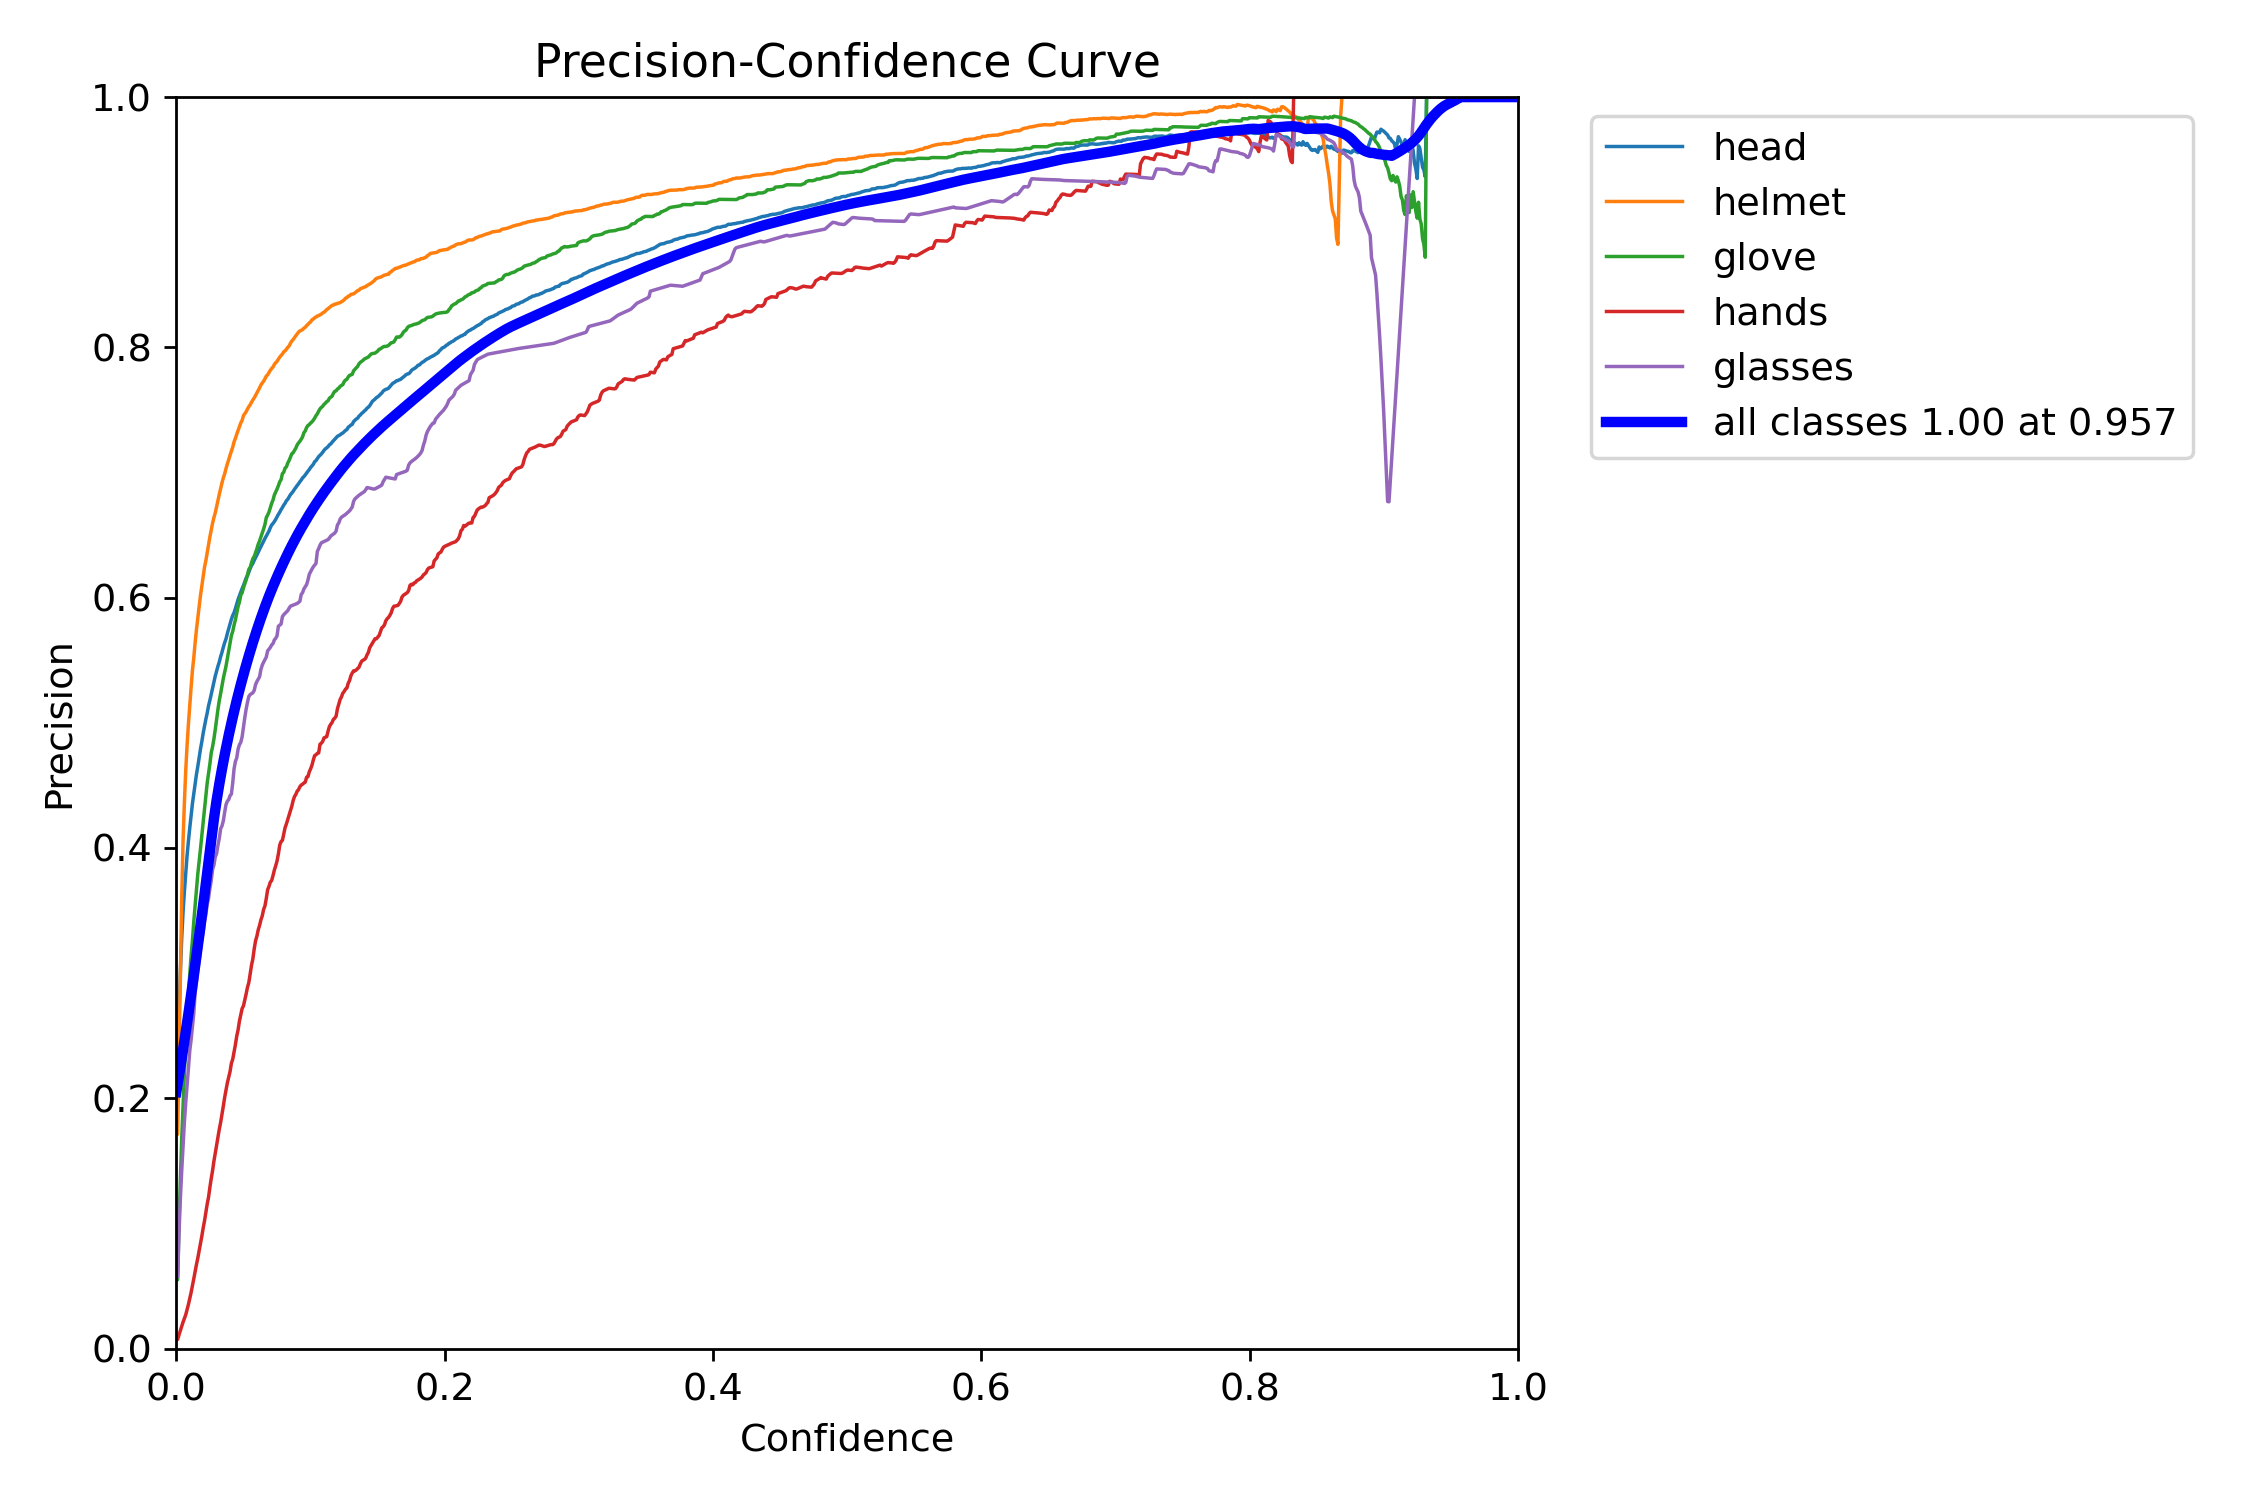 Precision-Confidence Curve
1.0
0.8
0.6
0.4
0.2
0.0
Precision
0.0 0.2 0.4 0.6 0.8 1.0
Confidence
head
helmet
glove
hands
glasses
all classes 1.00 at 0.957